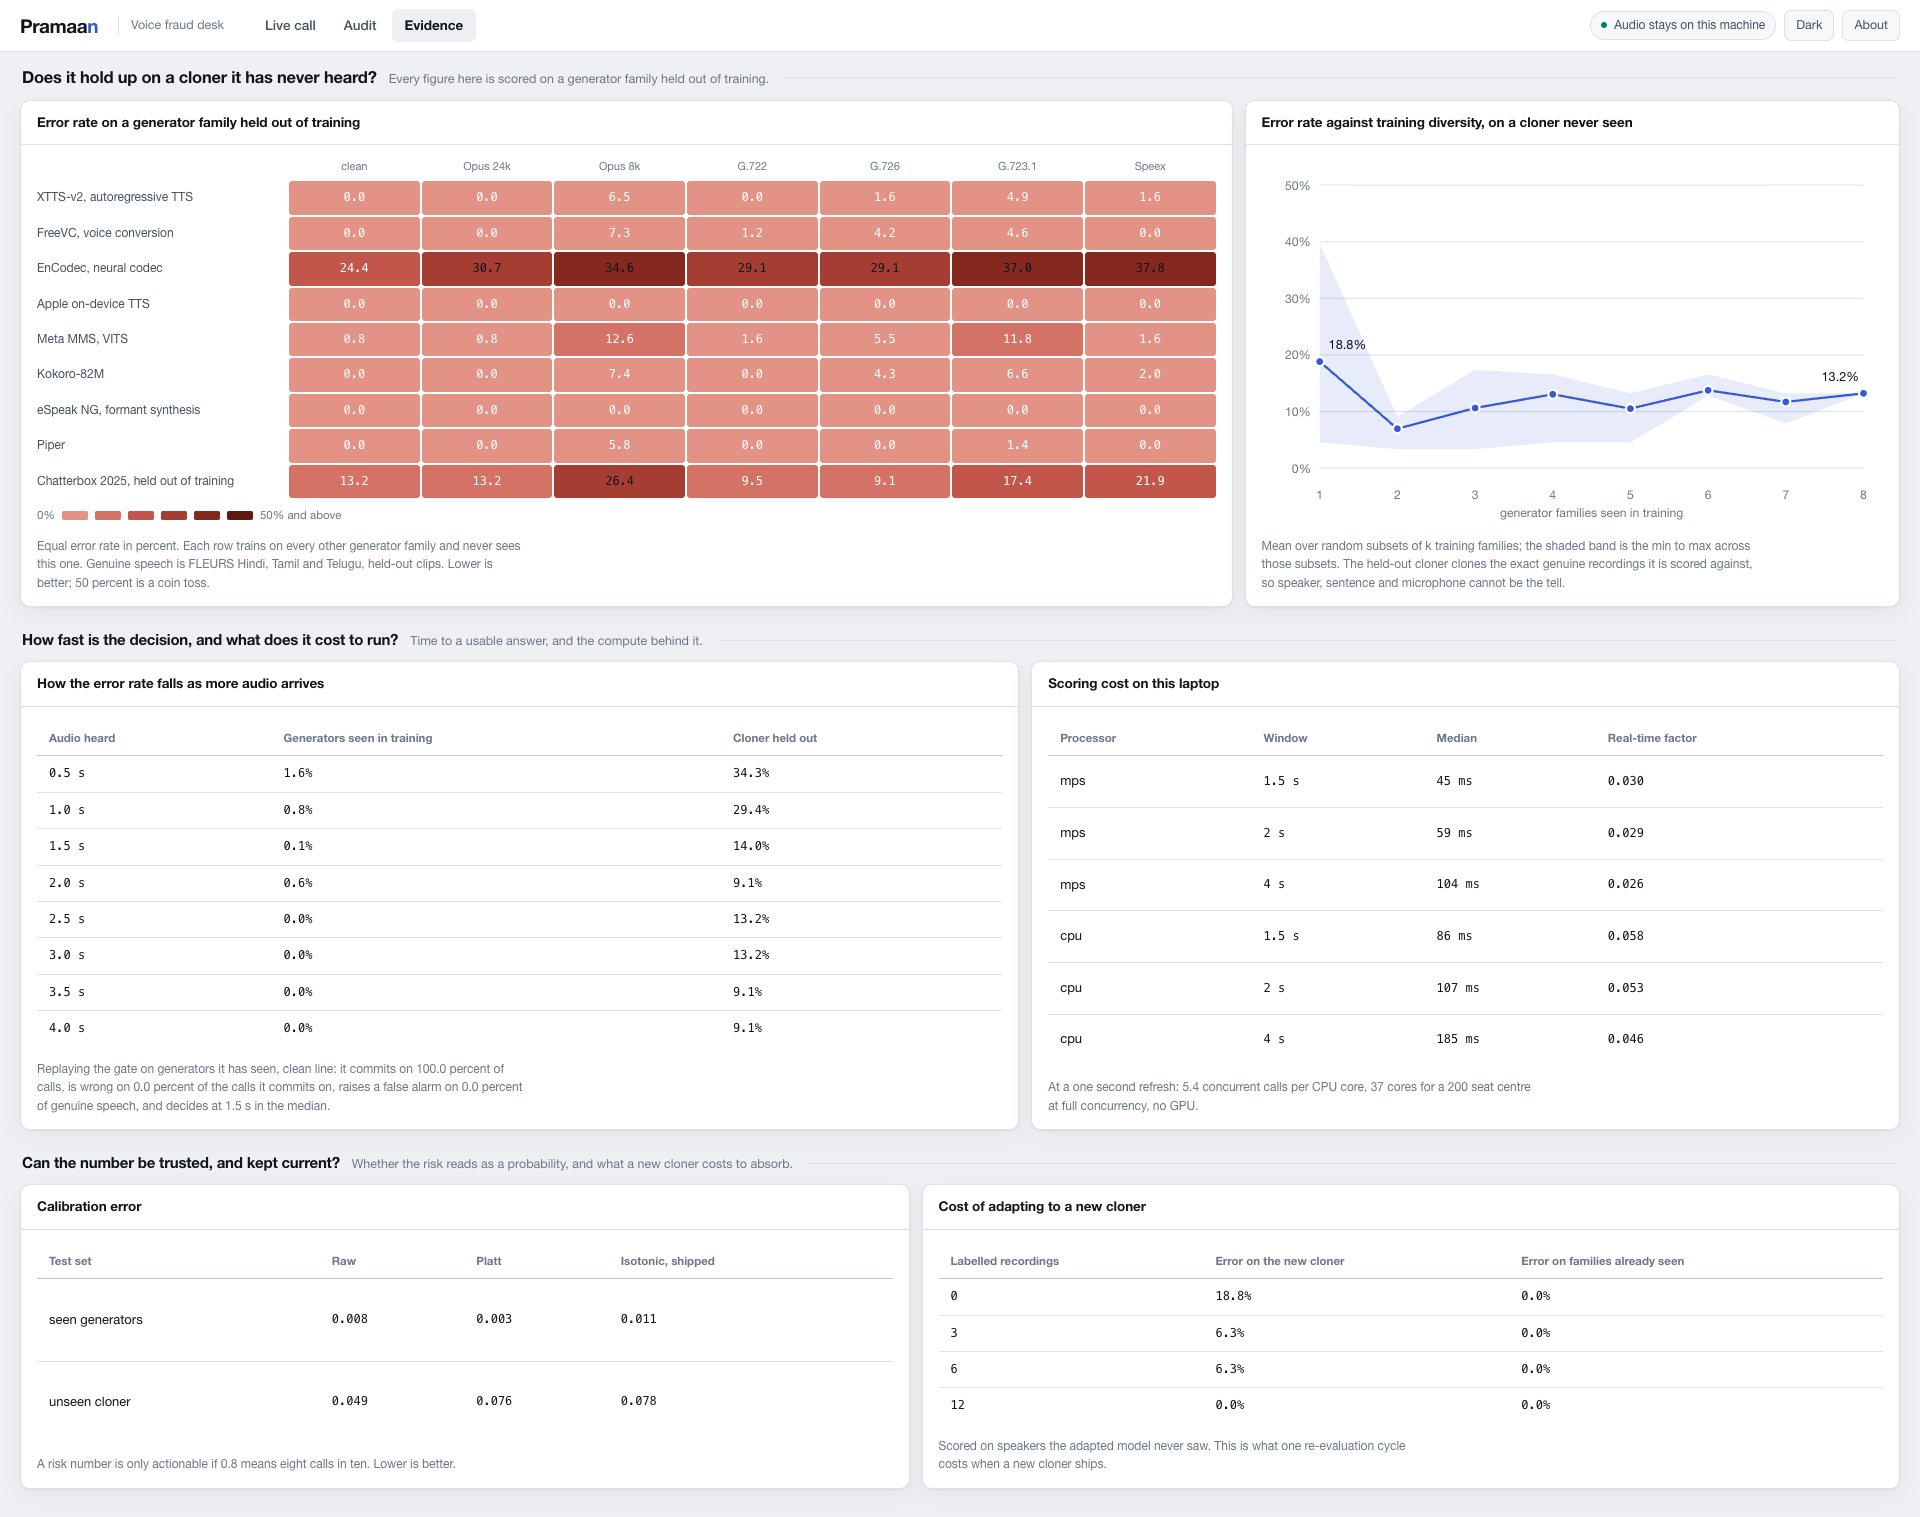 Pramaan
Voice fraud desk
Live call
Audit
Evidence
Audio stays on this machine
Dark
About
Does it hold up on a cloner it has never heard? Every figure here is scored on a generator family held out of training.
Error rate on a generator family held out of training
clean Opus 24k Opus 8k G.722 G.726 G.723.1 Speex
XTTS-v2, autoregressive TTS 0.0 0.0 6.5 0.0 1.6 4.9 1.6
FreeVC, voice conversion 0.0 0.0 7.3 1.2 4.2 4.6 0.0
EnCodec, neural codec 24.4 30.7 34.6 29.1 29.1 37.0 37.8
Apple on-device TTS 0.0 0.0 0.0 0.0 0.0 0.0 0.0
Meta MMS, VITS 0.8 0.8 12.6 1.6 5.5 11.8 1.6
Kokoro-82M 0.0 0.0 7.4 0.0 4.3 6.6 2.0
eSpeak NG, formant synthesis 0.0 0.0 0.0 0.0 0.0 0.0 0.0
Piper 0.0 0.0 5.8 0.0 0.0 1.4 0.0
Chatterbox 2025, held out of training 13.2 13.2 26.4 9.5 9.1 17.4 21.9
0% 50% and above
Equal error rate in percent. Each row trains on every other generator family and never sees
this one. Genuine speech is FLEURS Hindi, Tamil and Telugu, held-out clips. Lower is
better; 50 percent is a coin toss.
Error rate against training diversity, on a cloner never seen
50%
40%
30%
20%
10%
0%
18.8%
13.2%
1 2 3 4 5 6 7 8
generator families seen in training
Mean over random subsets of k training families; the shaded band is the min to max across
those subsets. The held-out cloner clones the exact genuine recordings it is scored against,
so speaker, sentence and microphone cannot be the tell.
How fast is the decision, and what does it cost to run? Time to a usable answer, and the compute behind it.
How the error rate falls as more audio arrives
Audio heard Generators seen in training Cloner held out
0.5 s 1.6% 34.3%
1.0 s 0.8% 29.4%
1.5 s 0.1% 14.0%
2.0 s 0.6% 9.1%
2.5 s 0.0% 13.2%
3.0 s 0.0% 13.2%
3.5 s 0.0% 9.1%
4.0 s 0.0% 9.1%
Replaying the gate on generators it has seen, clean line: it commits on 100.0 percent of
calls, is wrong on 0.0 percent of the calls it commits on, raises a false alarm on 0.0 percent
of genuine speech, and decides at 1.5 s in the median.
Scoring cost on this laptop
Processor Window Median Real-time factor
mps 1.5 s 45 ms 0.030
mps 2 s 59 ms 0.029
mps 4 s 104 ms 0.026
cpu 1.5 s 86 ms 0.058
cpu 2 s 107 ms 0.053
cpu 4 s 185 ms 0.046
At a one second refresh: 5.4 concurrent calls per CPU core, 37 cores for a 200 seat centre
at full concurrency, no GPU.
Can the number be trusted, and kept current? Whether the risk reads as a probability, and what a new cloner costs to absorb.
Calibration error
Test set Raw Platt Isotonic, shipped
seen generators 0.008 0.003 0.011
unseen cloner 0.049 0.076 0.078
A risk number is only actionable if 0.8 means eight calls in ten. Lower is better.
Cost of adapting to a new cloner
Labelled recordings Error on the new cloner Error on families already seen
0 18.8% 0.0%
3 6.3% 0.0%
6 6.3% 0.0%
12 0.0% 0.0%
Scored on speakers the adapted model never saw. This is what one re-evaluation cycle
costs when a new cloner ships.